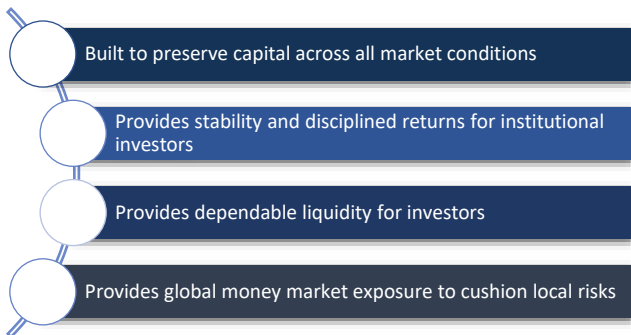 Built to preserve capital across all market conditions
Provides stability and disciplined returns for institutional
investors
Provides dependable liquidity for investors
Provides global money market exposure to cushion local risks